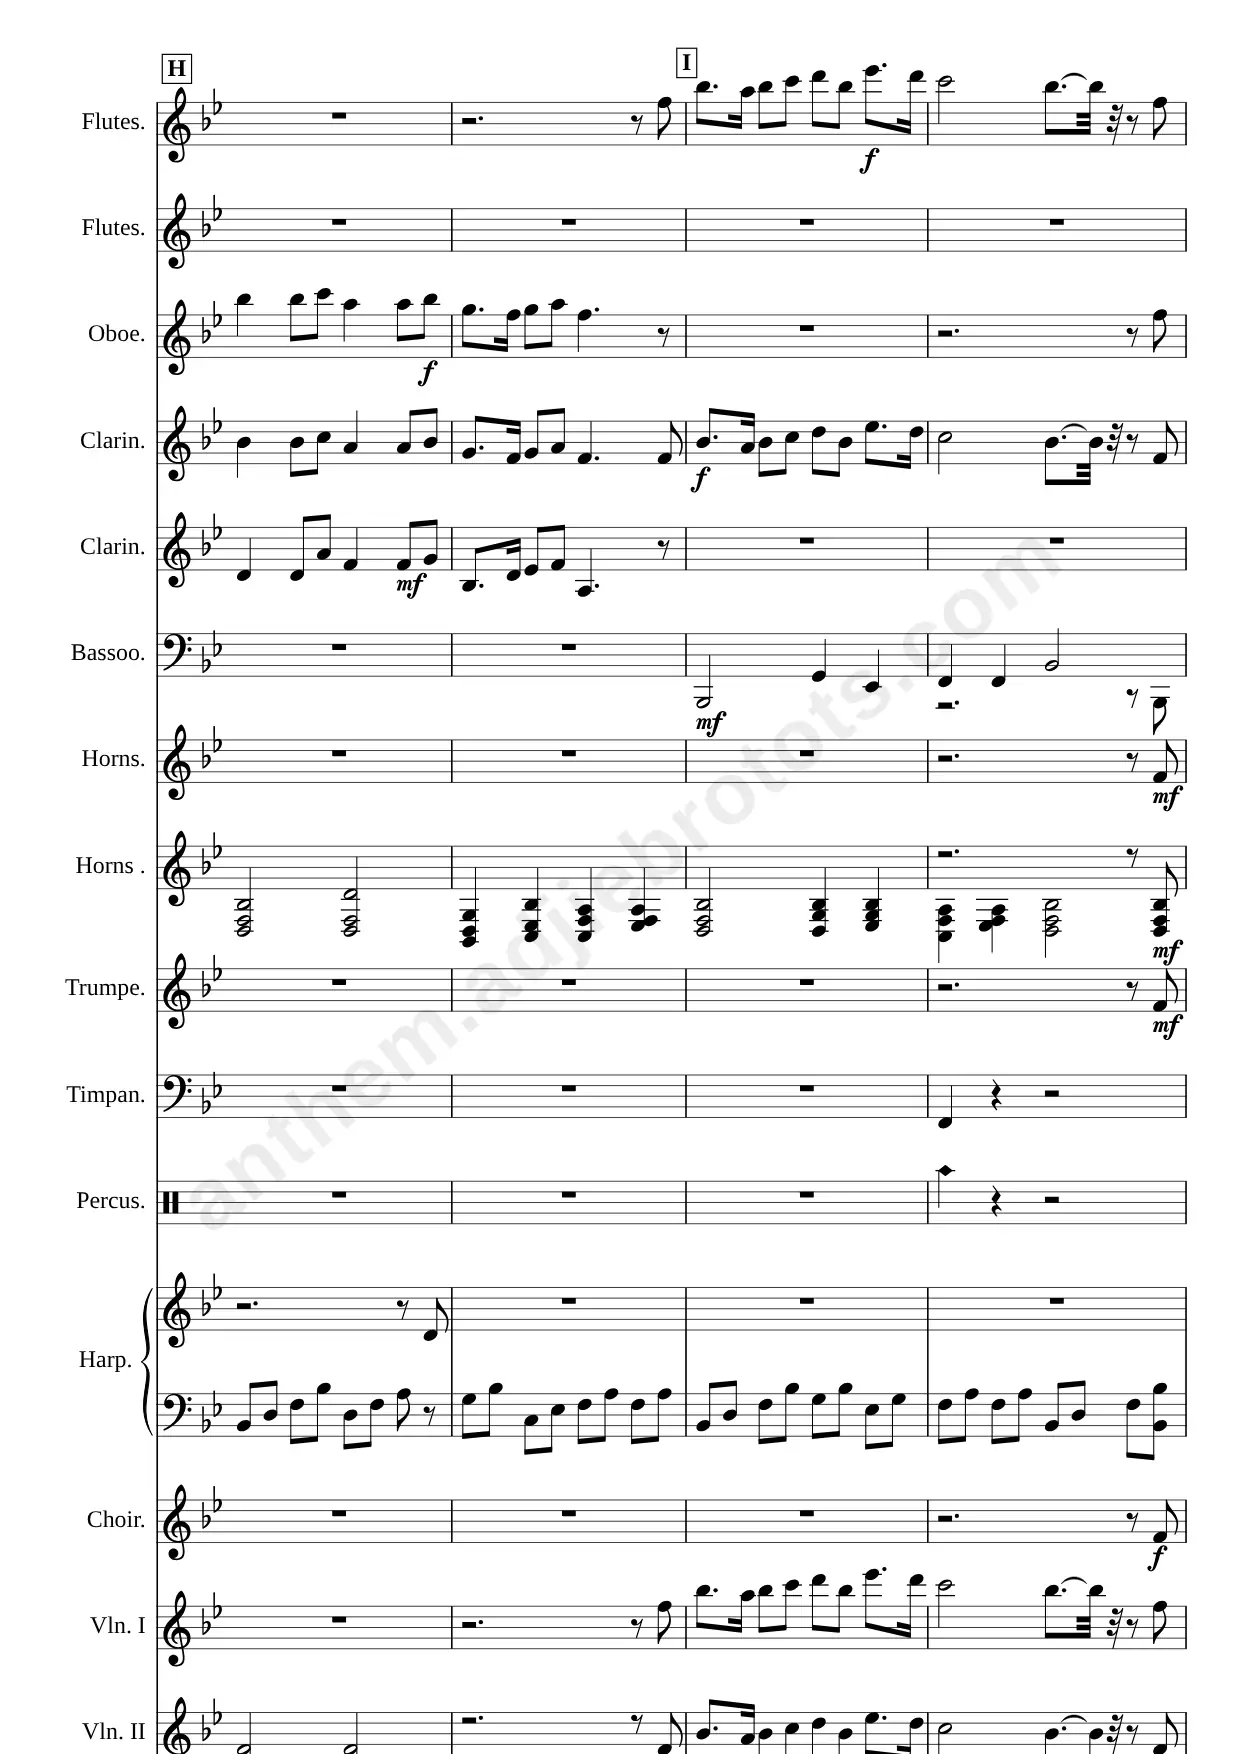 H
I
Flutes.
f
Flutes.
Oboe.
f
Clarin.
f
Clarin.
mf
Bassoo.
mf
Horns.
mf
Horns .
mf
Trumpe.
mf
Timpan.
Percus.
Harp.
Choir.
f
Vln. I
Vln. II
anthem.adjiebrotots.com